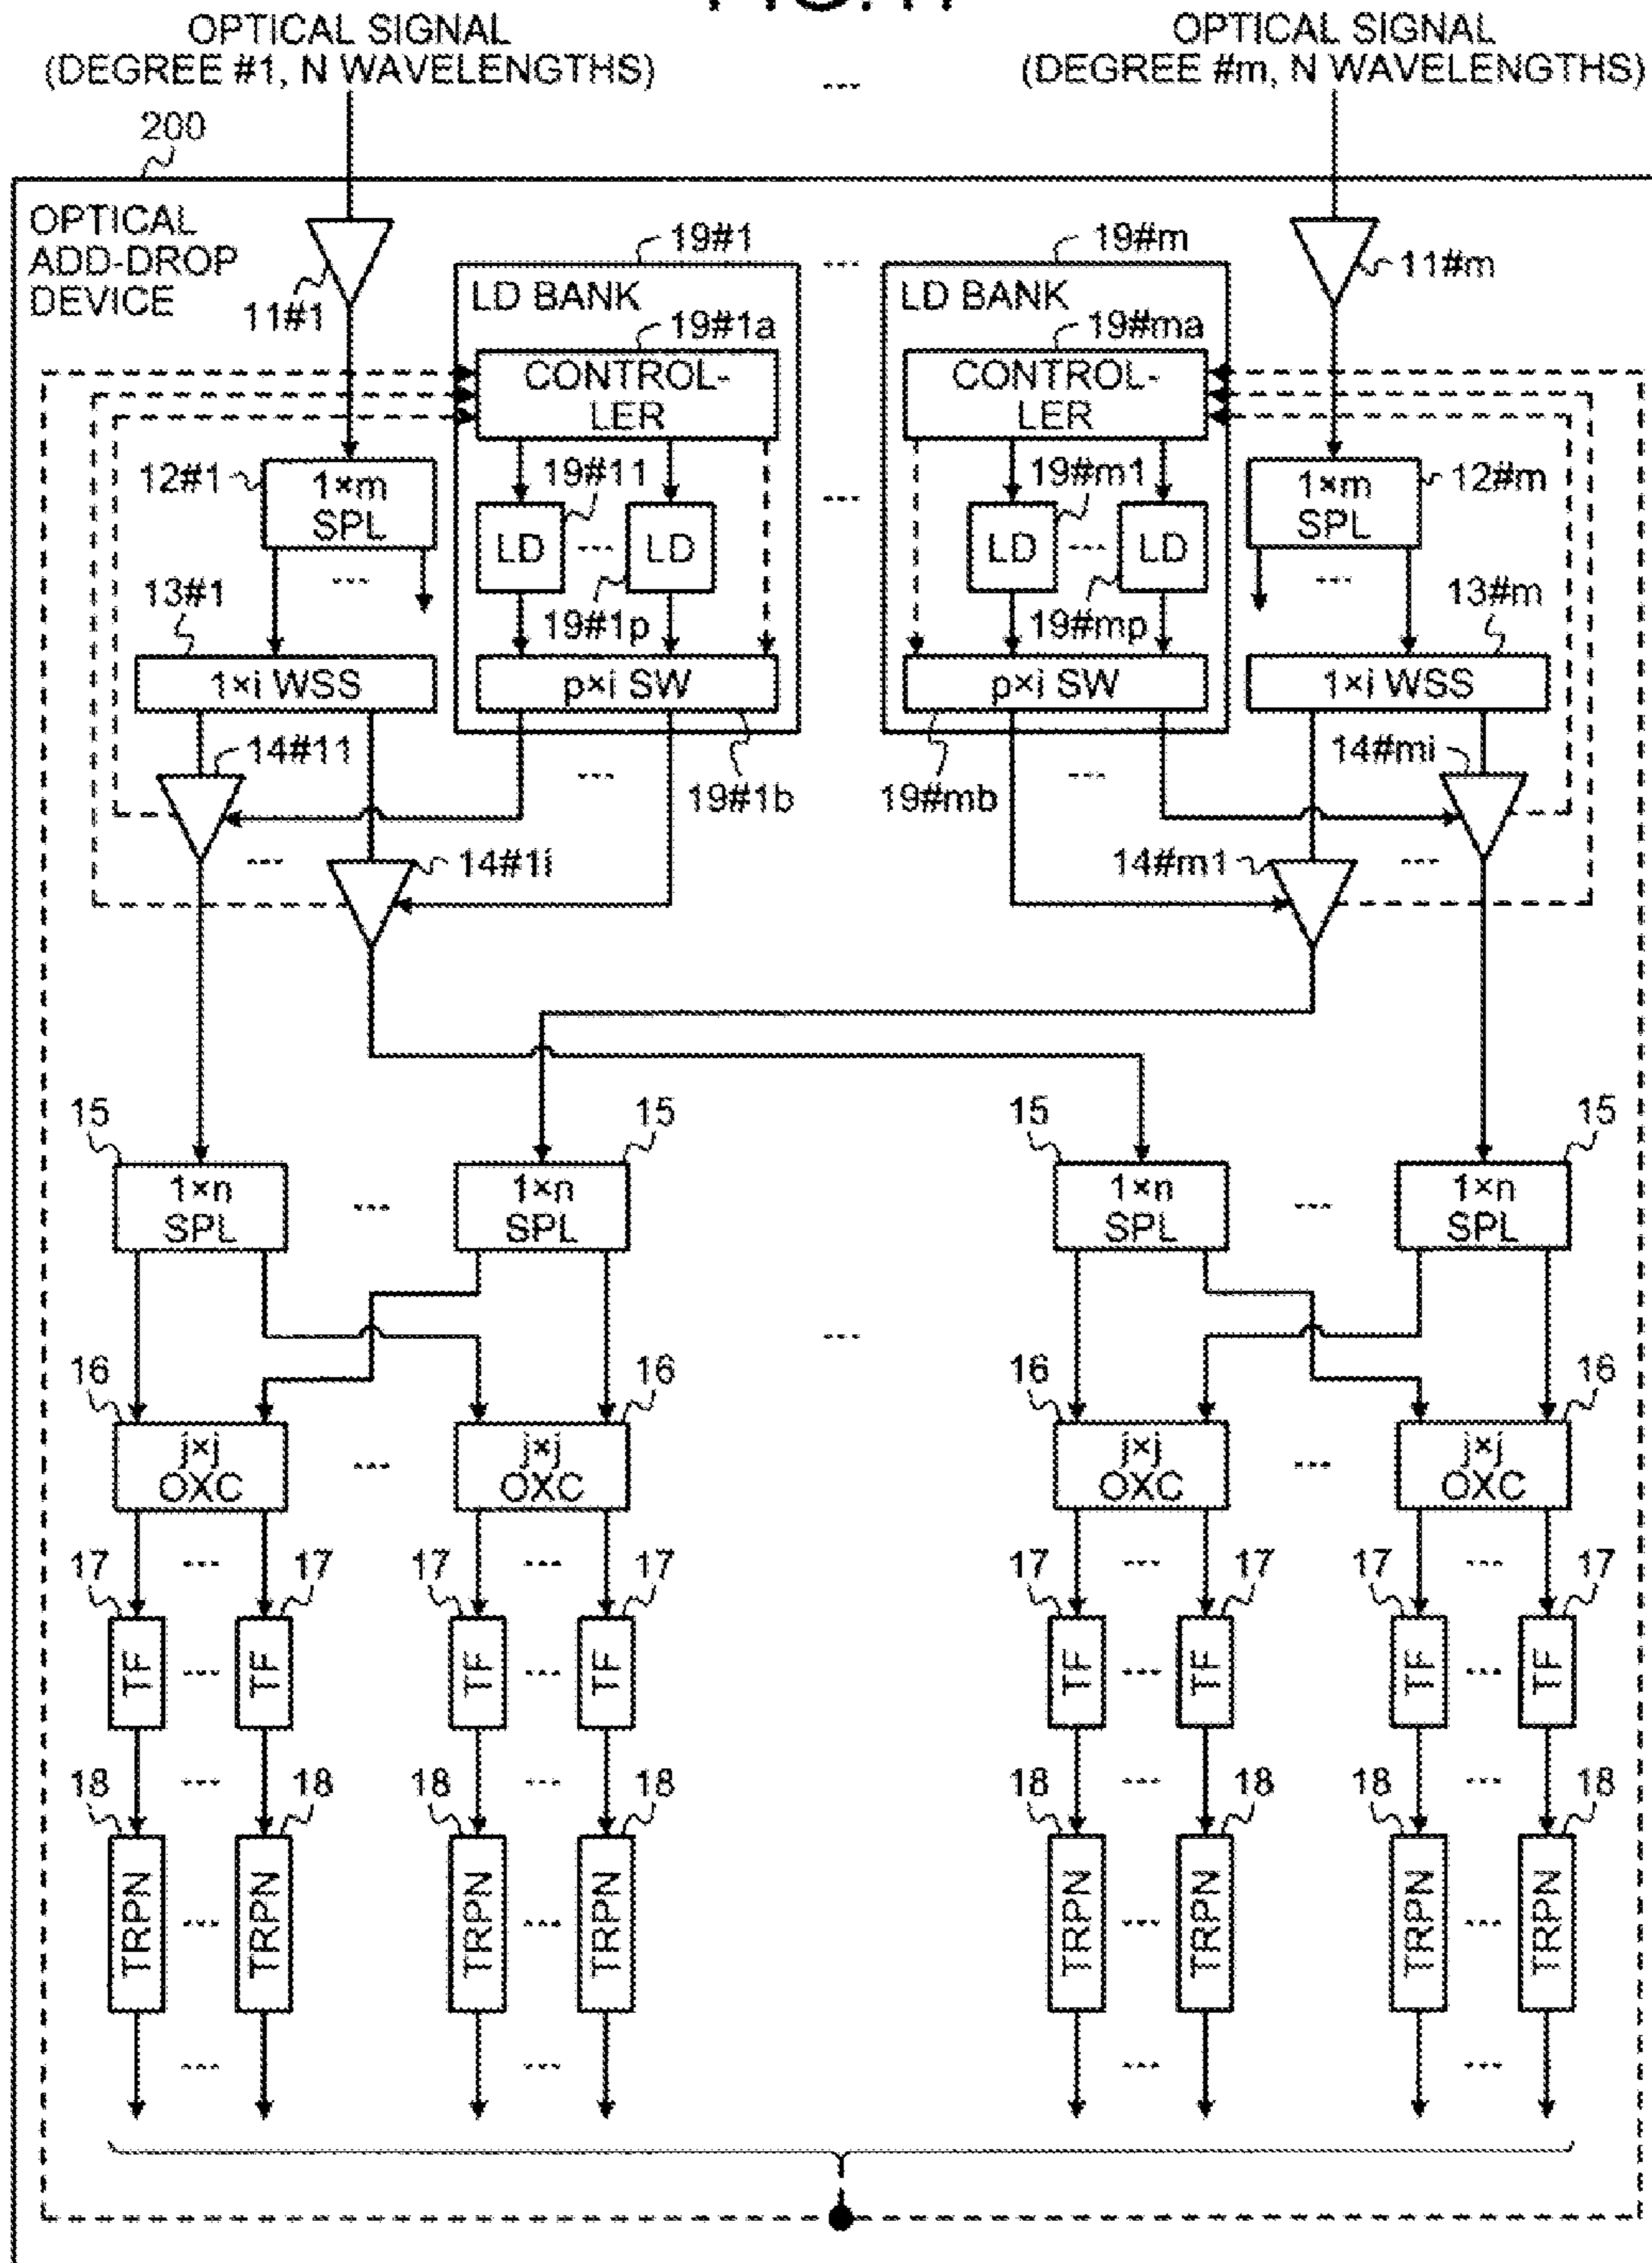 OPTICAL SIGNAL
(DEGREE #1, N WAVELENGTHS)
...
OPTICAL SIGNAL
(DEGREE #m, N WAVELENGTHS)
200
OPTICAL
ADD-DROP
DEVICE
11#1
19#1
...
19#m
11#m
LD BANK
LD BANK
19#1a
19#ma
CONTROL-
LER
CONTROL-
LER
12#1
1×m
SPL
19#11
...
19#m1
1×m
SPL
12#m
LD
...
LD
LD
...
LD
...
...
13#1
19#1p
19#mp
13#m
1×i WSS
p×i SW
p×i SW
1×i WSS
14#11
...
19#1b
19#mb
...
14#mi
...
14#1i
14#m1
...
15
15
15
15
1×n
SPL
...
1×n
SPL
1×n
SPL
...
1×n
SPL
...
16
16
16
16
j×j
OXC
...
j×j
OXC
j×j
OXC
...
j×j
OXC
17
...
17
17
...
17
17
...
17
17
...
17
TF
...
TF
TF
...
TF
TF
...
TF
TF
...
TF
18
...
18
18
...
18
18
...
18
18
...
18
TRPN
...
TRPN
TRPN
...
TRPN
TRPN
...
TRPN
TRPN
...
TRPN
...
...
...
...